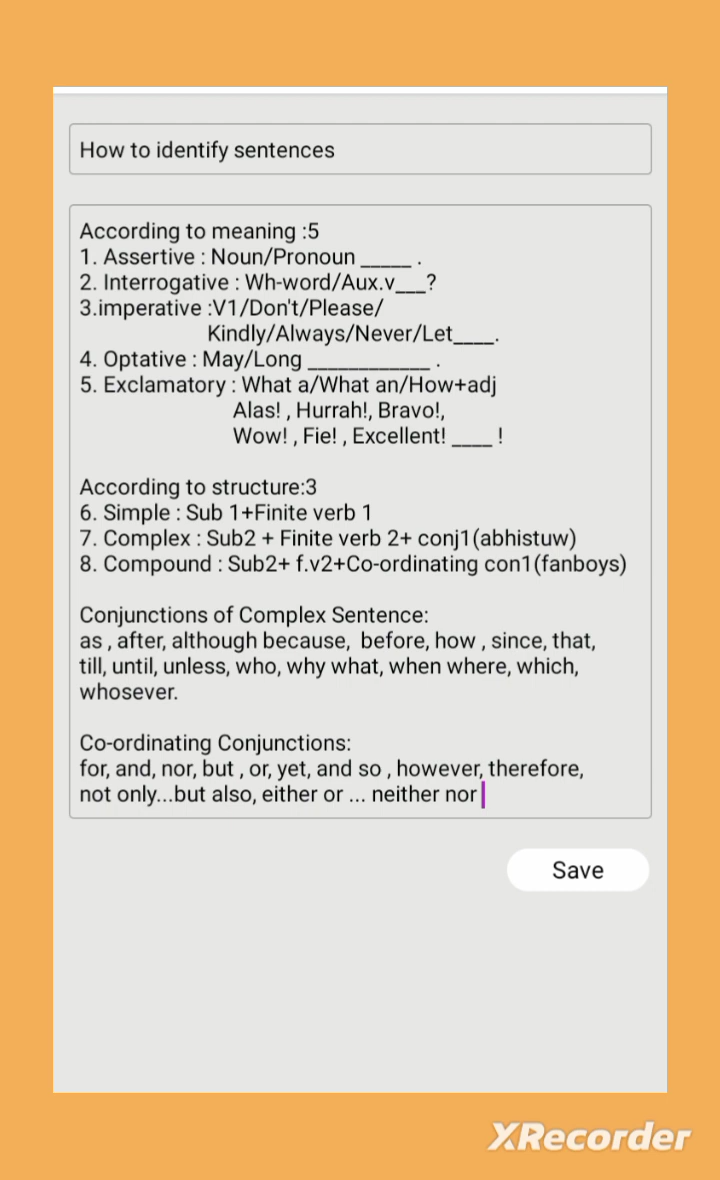 How to identify sentences
According to meaning :5
1. Assertive : Noun/Pronoun _____ .
2. Interrogative : Wh-word/Aux.v___?
3.imperative :V1/Don't/Please/
Kindly/Always/Never/Let____.
4. Optative : May/Long ____________ .
5. Exclamatory : What a/What an/How+adj
Alas! , Hurrah!, Bravo!,
Wow! , Fie! , Excellent! ____ !
According to structure:3
6. Simple : Sub 1+Finite verb 1
7. Complex : Sub2 + Finite verb 2+ conj1(abhistuw)
8. Compound : Sub2+ f.v2+Co-ordinating con1(fanboys)
Conjunctions of Complex Sentence:
as , after, although because,  before, how , since, that,
till, until, unless, who, why what, when where, which,
whosever.
Co-ordinating Conjunctions:
for, and, nor, but , or, yet, and so , however, therefore,
not only...but also, either or ... neither nor
Save
XRecorder